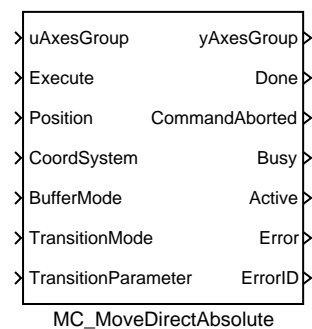 uAxesGroup yAxesGroup
Execute Done
Position CommandAborted
CoordSystem Busy
BufferMode Active
TransitionMode Error
TransitionParameter ErrorID
MC_MoveDirectAbsolute